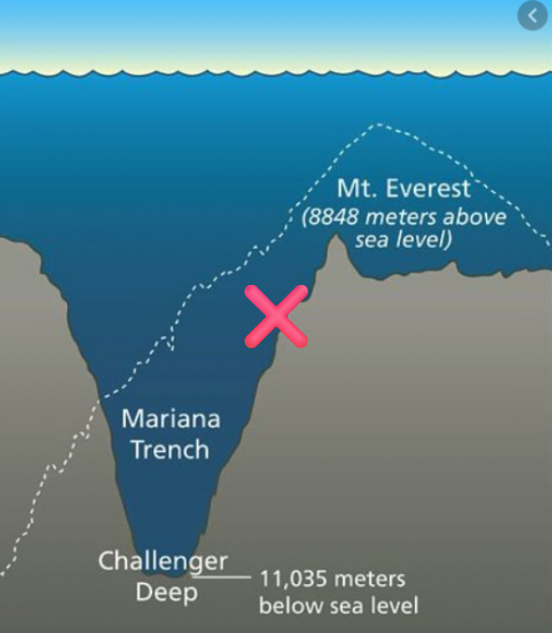 Mt. Everest
(8848 meters above
sea level)
Mariana
Trench
Challenger
Deep
11,035 meters
below sea level